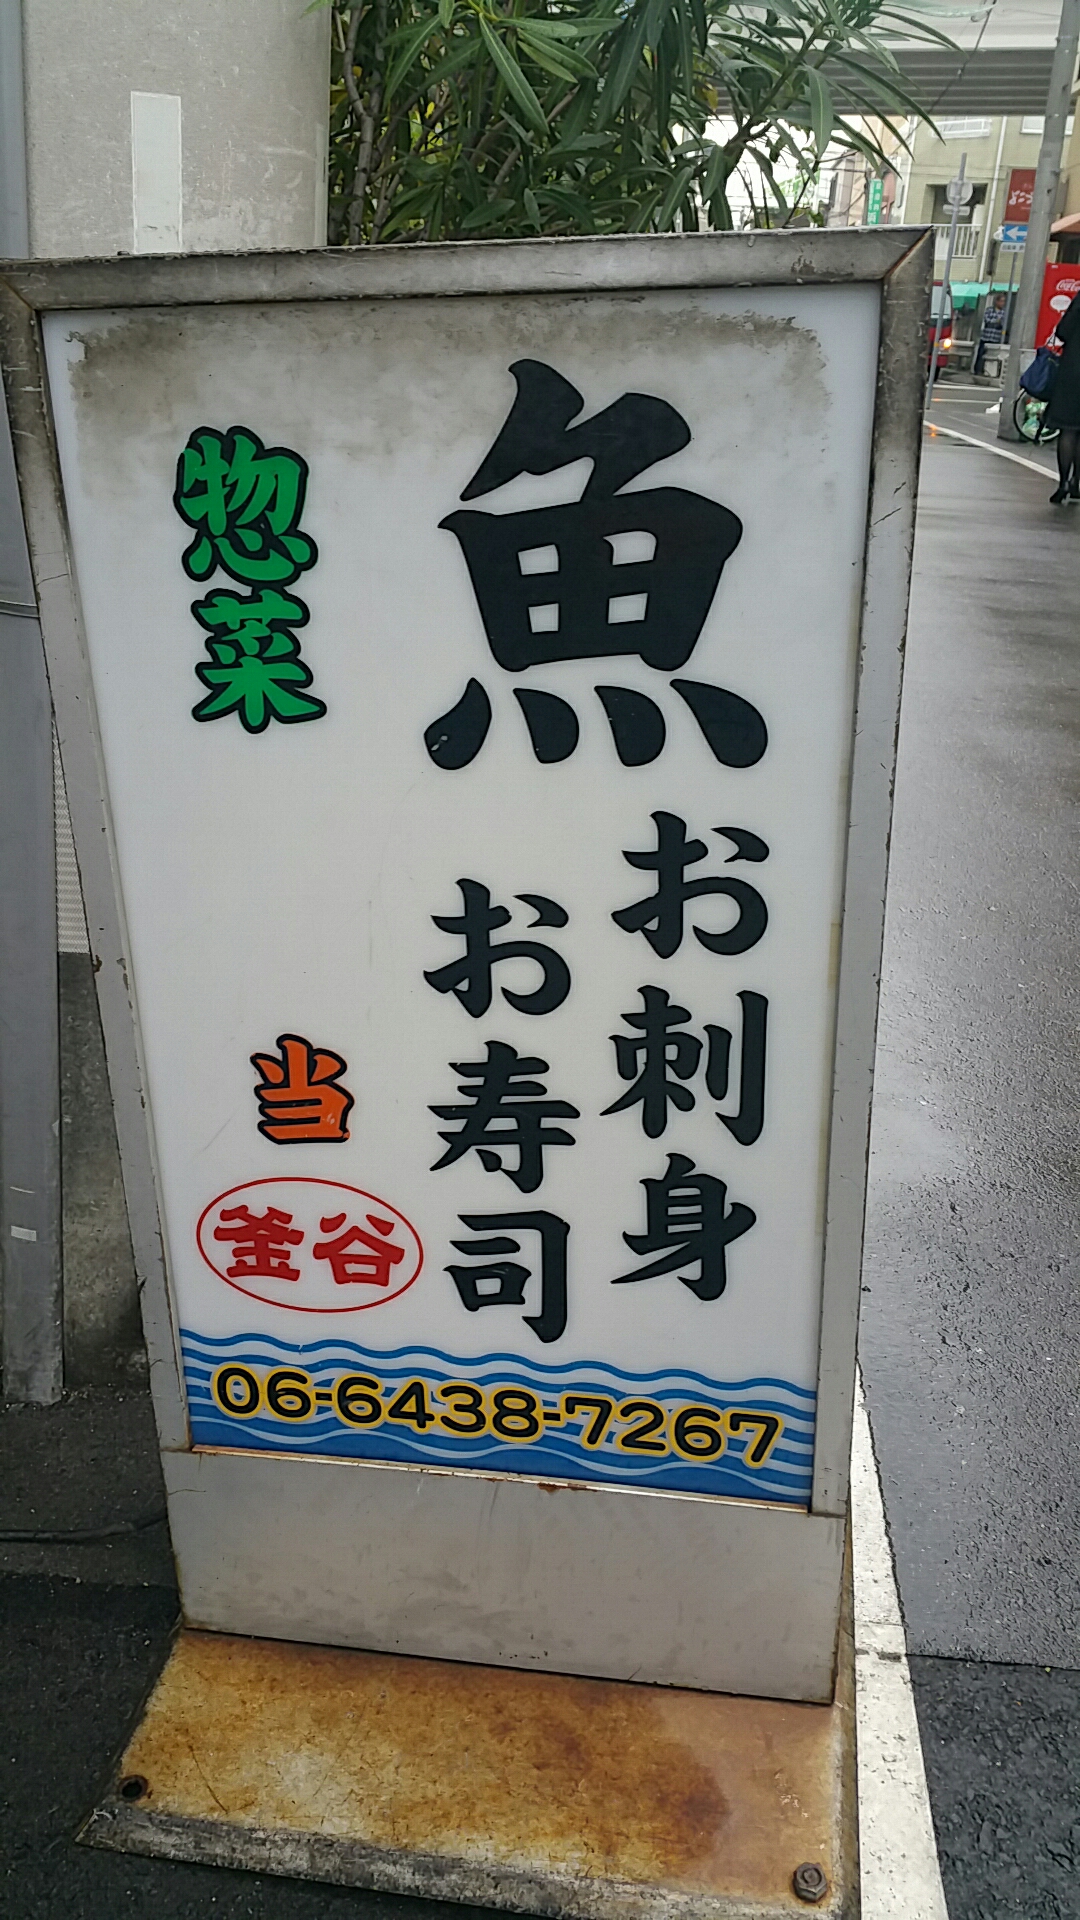 魚
お刺身
お寿司
惣菜
当
釜谷
06-6438-7267